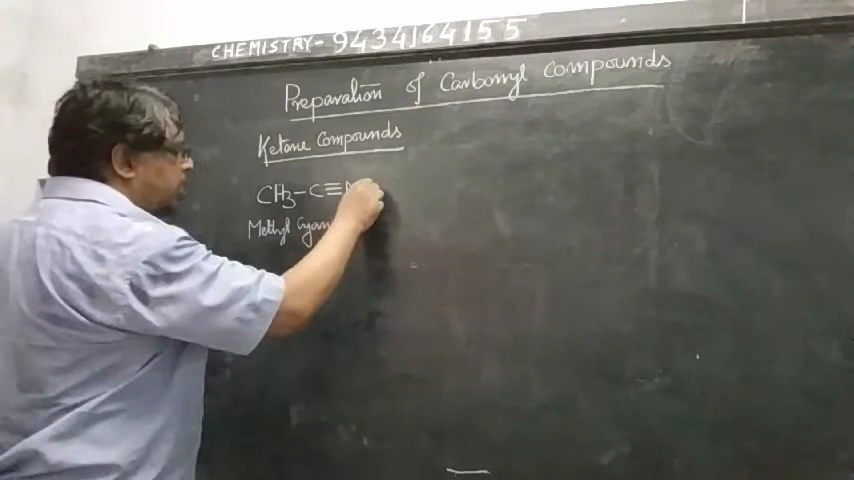 CHEMISTRY- 9434164155
Preparation of Carbonyl Compounds
Ketone Compounds
CH3-C≡N
Methyl Cyan